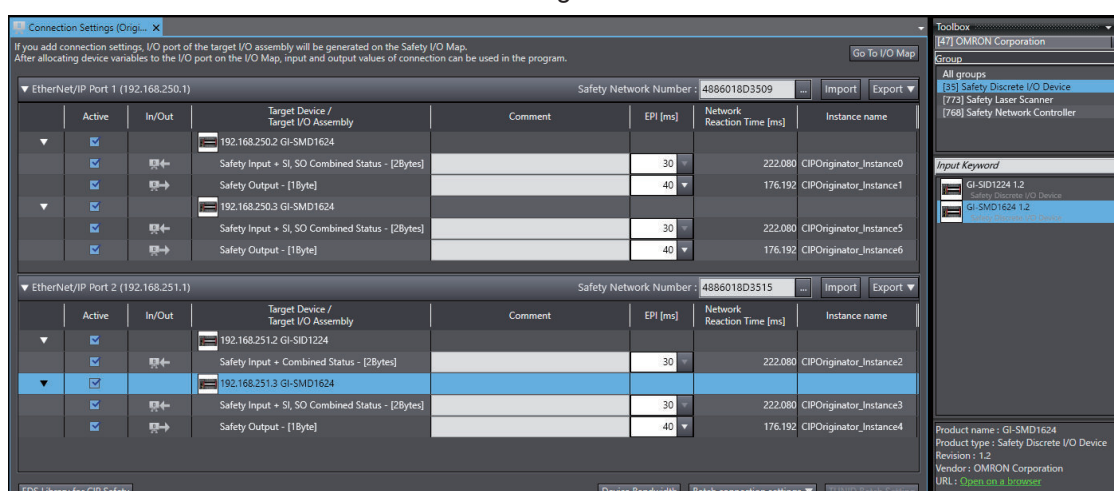 Connection Settings (Origi... X
If you add connection settings, I/O port of the target I/O assembly will be generated on the Safety I/O Map.
After allocating device variables to the I/O port on the I/O Map, input and output values of connection can be used in the program.
Go To I/O Map
▼ EtherNet/IP Port 1 (192.168.250.1) Safety Network Number : 4886018D3509 ... Import Export ▼
Active In/Out Target Device / Target I/O Assembly Comment EPI [ms] Network Reaction Time [ms] Instance name
▼ 192.168.250.2 GI-SMD1624
Safety Input + SI, SO Combined Status - [2Bytes] 30 222.080 CIPOriginator_Instance0
Safety Output - [1Byte] 40 176.192 CIPOriginator_Instance1
▼ 192.168.250.3 GI-SMD1624
Safety Input + SI, SO Combined Status - [2Bytes] 30 222.080 CIPOriginator_Instance5
Safety Output - [1Byte] 40 176.192 CIPOriginator_Instance6
▼ EtherNet/IP Port 2 (192.168.251.1) Safety Network Number : 4886018D3515 ... Import Export ▼
Active In/Out Target Device / Target I/O Assembly Comment EPI [ms] Network Reaction Time [ms] Instance name
▼ 192.168.251.2 GI-SID1224
Safety Input + Combined Status - [2Bytes] 30 222.080 CIPOriginator_Instance2
▼ 192.168.251.3 GI-SMD1624
Safety Input + SI, SO Combined Status - [2Bytes] 30 222.080 CIPOriginator_Instance3
Safety Output - [1Byte] 40 176.192 CIPOriginator_Instance4
EDS Library for CIP Safety Device Bandwidth Batch connection settings ▼
Toolbox
[47] OMRON Corporation
Group
All groups
[35] Safety Discrete I/O Device
[773] Safety Laser Scanner
[768] Safety Network Controller
Input Keyword
GI-SID1224 1.2
Safety Discrete I/O Device
GI-SMD1624 1.2
Safety Discrete I/O Device
Product name : GI-SMD1624
Product type : Safety Discrete I/O Device
Revision : 1.2
Vendor : OMRON Corporation
URL : Open on a browser